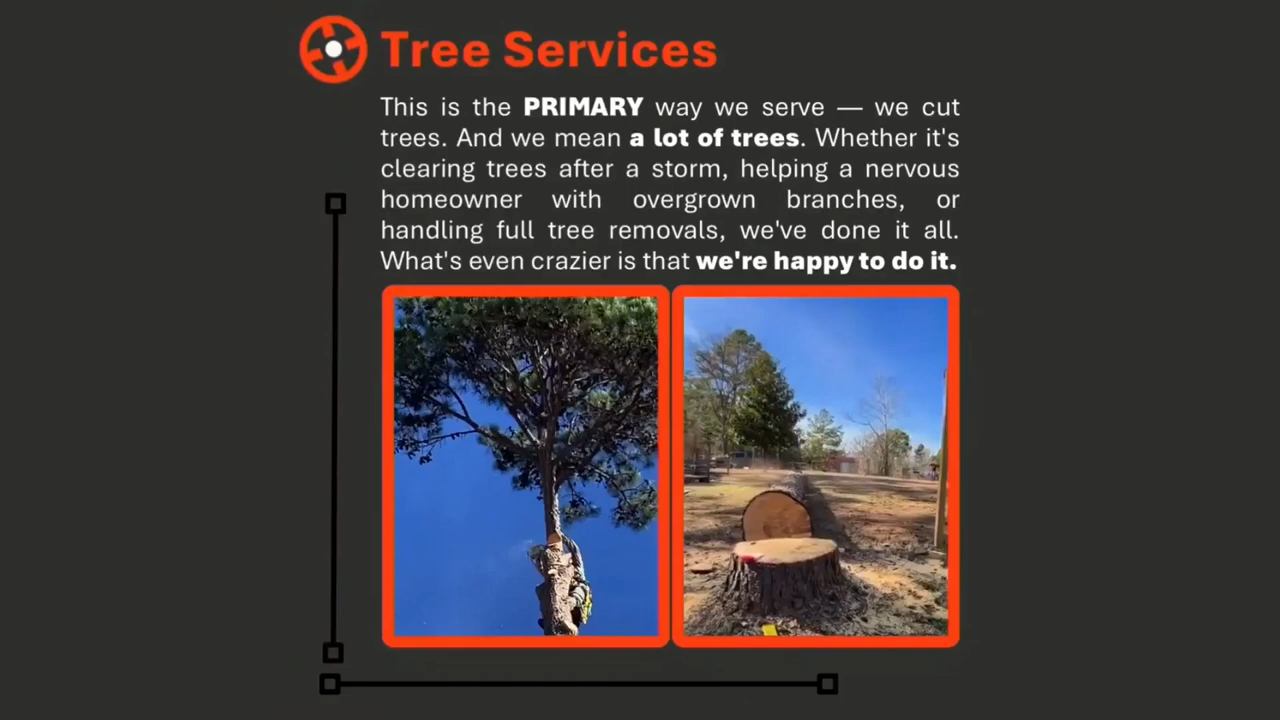 Tree Services
This is the PRIMARY way we serve — we cut
trees. And we mean a lot of trees. Whether it's
clearing trees after a storm, helping a nervous
homeowner with overgrown branches, or
handling full tree removals, we've done it all.
What's even crazier is that we're happy to do it.